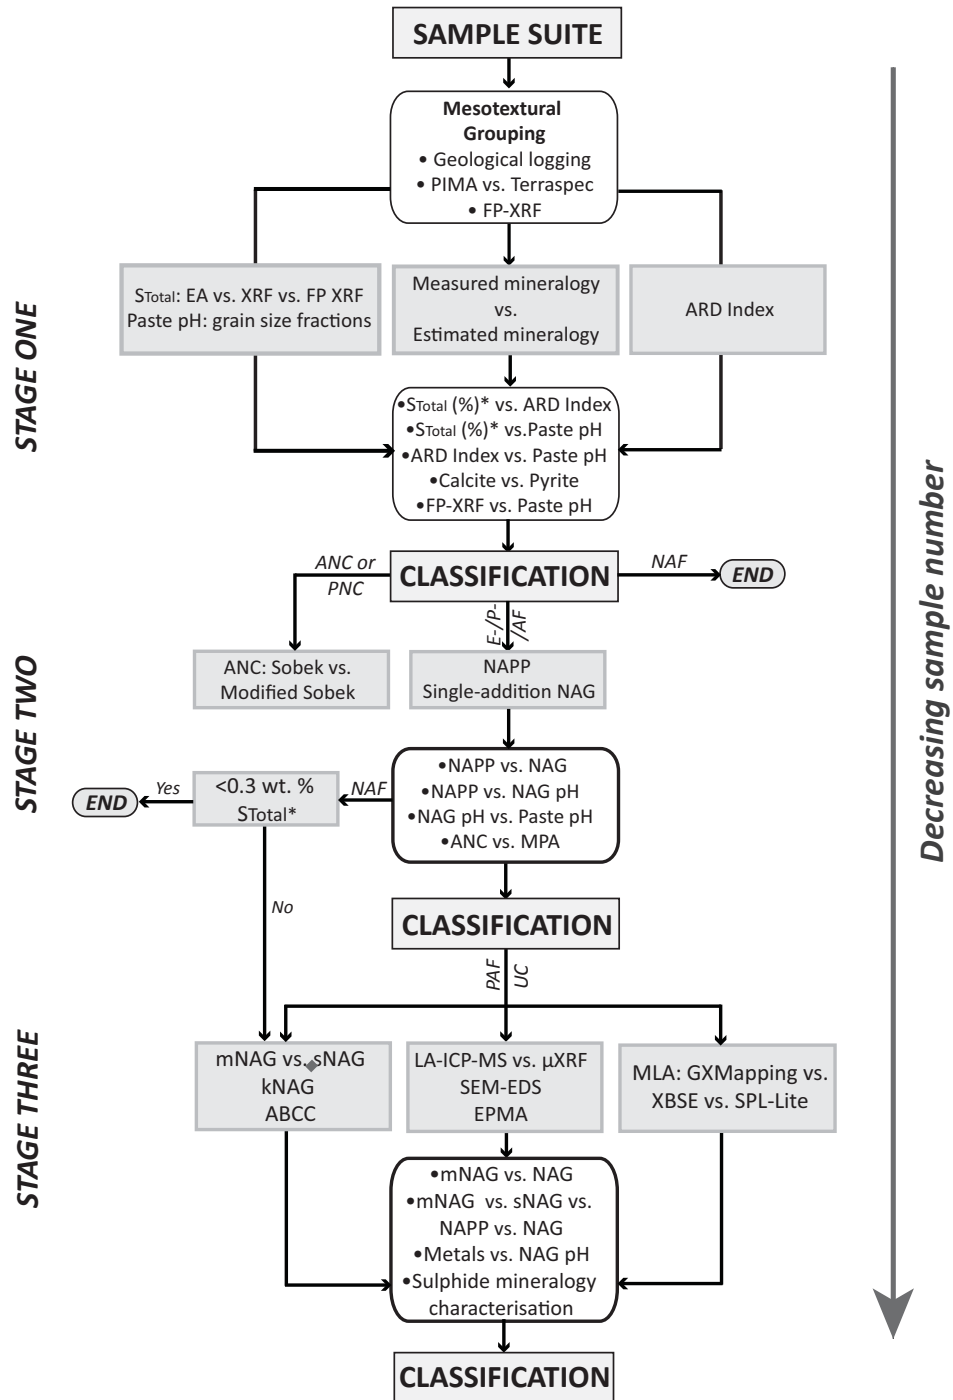 SAMPLE SUITE
Mesotextural
Grouping
• Geological logging
• PIMA vs. Terraspec
• FP-XRF
STAGE ONE
STotal: EA vs. XRF vs. FP XRF
Paste pH: grain size fractions
Measured mineralogy
vs.
Estimated mineralogy
ARD Index
•STotal (%)* vs. ARD Index
•STotal (%)* vs.Paste pH
•ARD Index vs. Paste pH
•Calcite vs. Pyrite
•FP-XRF vs. Paste pH
Decreasing sample number
ANC or
PNC
CLASSIFICATION
NAF
END
E-/P-
/AF
STAGE TWO
ANC: Sobek vs.
Modified Sobek
NAPP
Single-addition NAG
END
Yes
<0.3 wt. %
STotal*
NAF
•NAPP vs. NAG
•NAPP vs. NAG pH
•NAG pH vs. Paste pH
•ANC vs. MPA
No
CLASSIFICATION
PAF
UC
STAGE THREE
mNAG vs. sNAG
kNAG
ABCC
LA-ICP-MS vs. µXRF
SEM-EDS
EPMA
MLA: GXMapping vs.
XBSE vs. SPL-Lite
•mNAG vs. NAG
•mNAG vs. sNAG vs.
NAPP vs. NAG
•Metals vs. NAG pH
•Sulphide mineralogy
characterisation
CLASSIFICATION